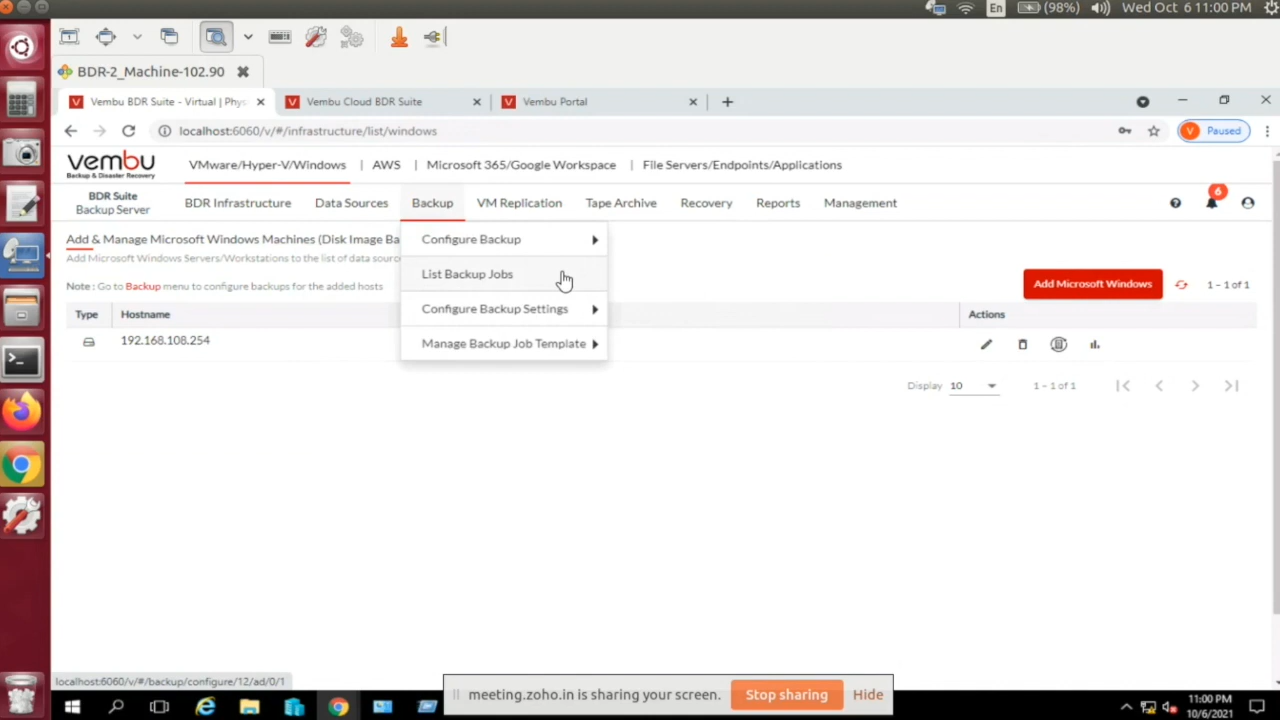 En (98%) Wed Oct 6 11:00 PM
BDR-2_Machine-102.90
Vembu BDR Suite - Virtual | Phys Vembu Cloud BDR Suite Vembu Portal
localhost:6060/v/#/infrastructure/list/windows V Paused
vembu VMware/Hyper-V/Windows | AWS | Microsoft 365/Google Workspace | File Servers/Endpoints/Applications
Backup & Disaster Recovery
BDR Suite
Backup Server
BDR Infrastructure Data Sources Backup VM Replication Tape Archive Recovery Reports Management 6
Add & Manage Microsoft Windows Machines (Disk Image Ba
Add Microsoft Windows Servers/Workstations to the list of data sourc
Note : Go to Backup menu to configure backups for the added hosts
Configure Backup
List Backup Jobs
Configure Backup Settings
Manage Backup Job Template
Add Microsoft Windows 1 – 1 of 1
Type Hostname Actions
192.168.108.254
Display 10 1 – 1 of 1
localhost:6060/v/#/backup/configure/12/ad/0/1
meeting.zoho.in is sharing your screen. Stop sharing Hide
11:00 PM
10/6/2021